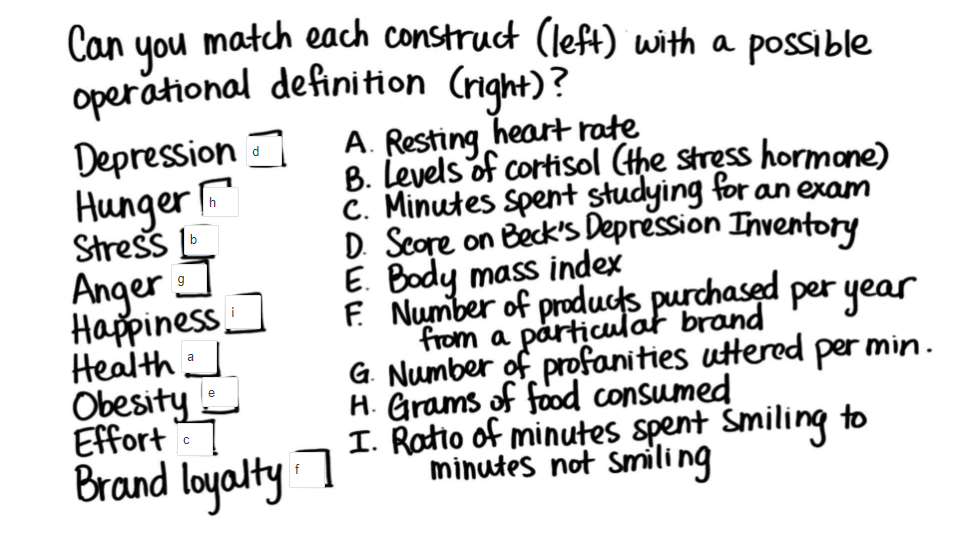 Can you match each construct (left) with a possible
operational definition (right)?
Depression d
Hunger h
Stress b
Anger g
Happiness i
Health a
Obesity e
Effort c
Brand loyalty f
A. Resting heart rate
B. Levels of cortisol (the stress hormone)
C. Minutes spent studying for an exam
D. Score on Beck's Depression Inventory
E. Body mass index
F. Number of products purchased per year
from a particular brand
G. Number of profanities uttered per min.
H. Grams of food consumed
I. Ratio of minutes spent smiling to
minutes not smiling